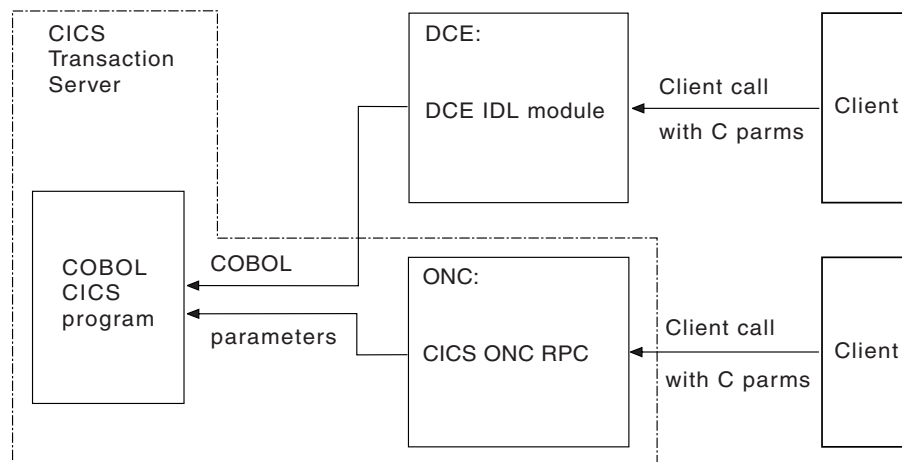 CICS
Transaction
Server
DCE:
DCE IDL module
Client call
with C parms
Client
COBOL
CICS
program
COBOL
parameters
ONC:
CICS ONC RPC
Client call
with C parms
Client